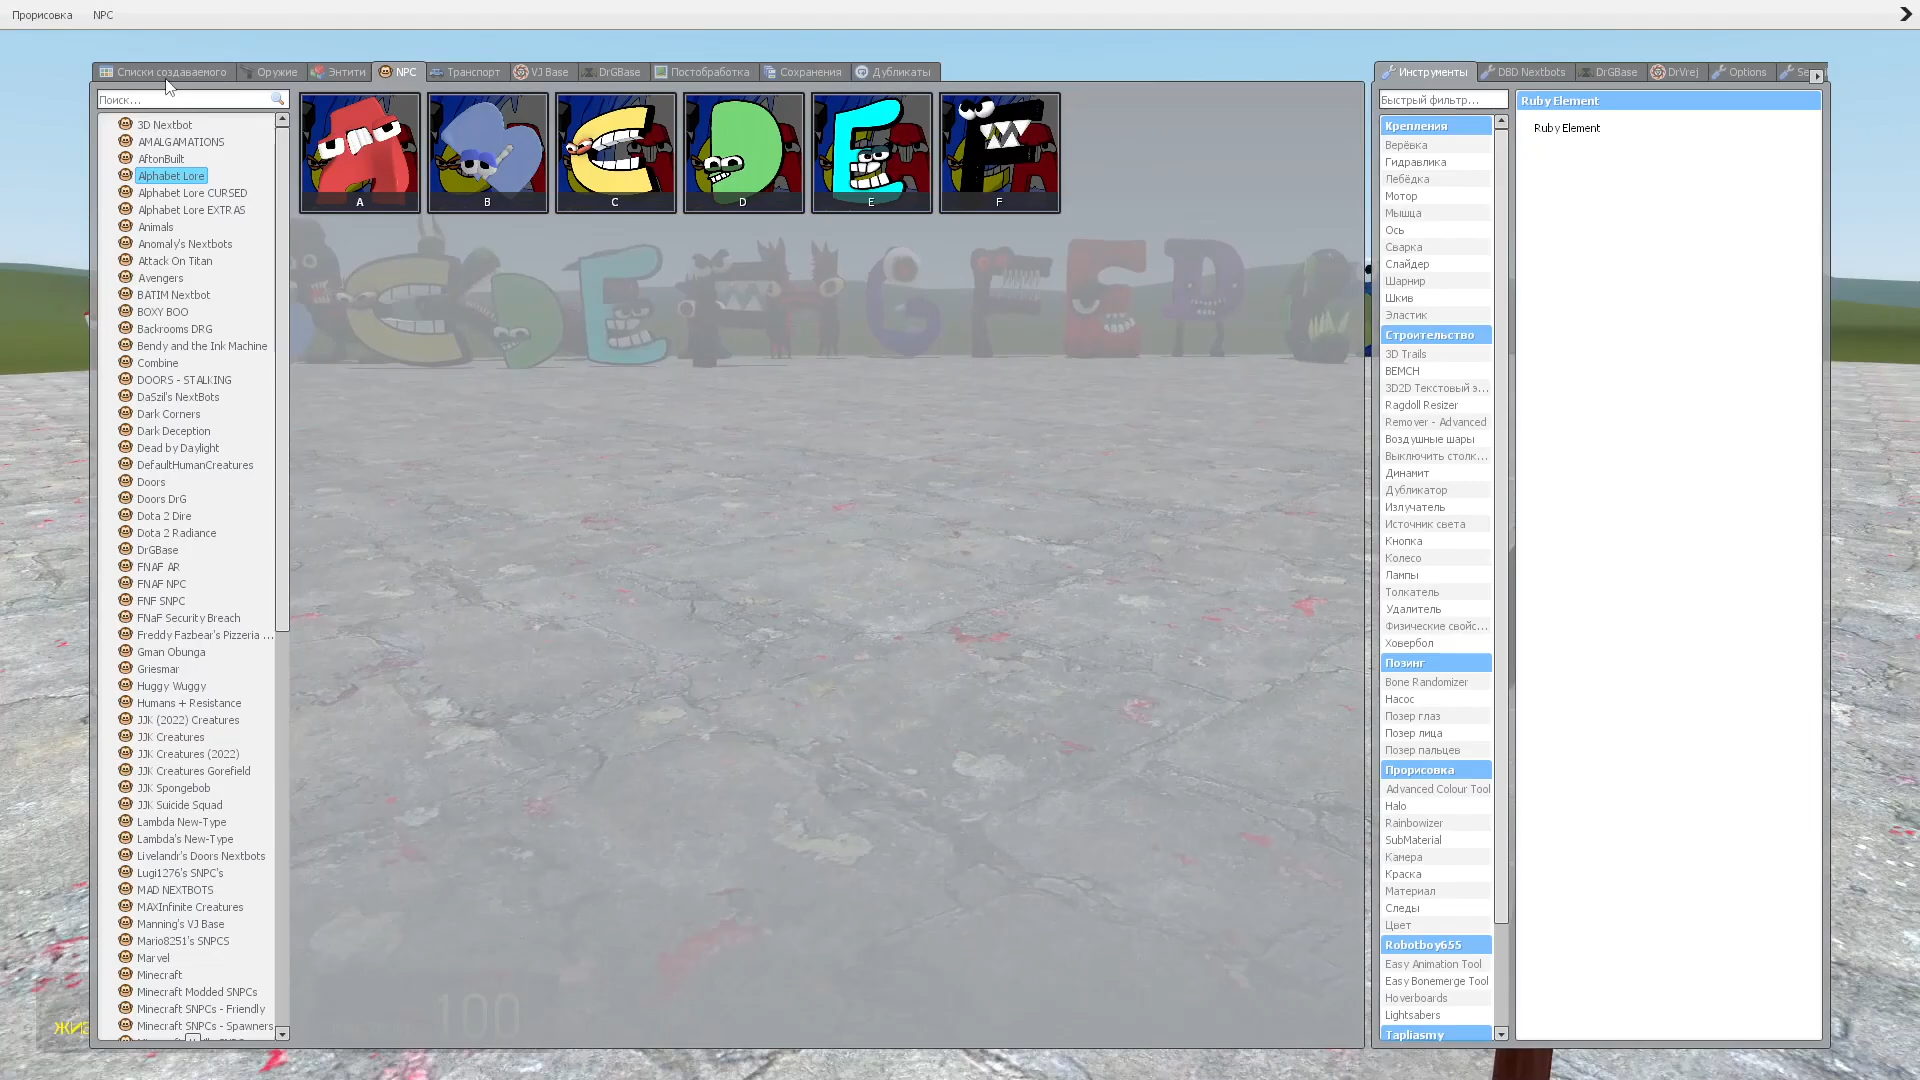 Прорисовка NPC
Списки создаваемого Оружие Энтити NPC Транспорт VJ Base DrGBase Постобработка Сохранения Дубликаты
Поиск...
3D Nextbot
AMALGAMATIONS
AftonBuilt
Alphabet Lore
Alphabet Lore CURSED
Alphabet Lore EXTRAS
Animals
Anomaly's Nextbots
Attack On Titan
Avengers
BATIM Nextbot
BOXY BOO
Backrooms DRG
Bendy and the Ink Machine
Combine
DOORS - STALKING
DaSzil's NextBots
Dark Corners
Dark Deception
Dead by Daylight
DefaultHumanCreatures
Doors
Doors DrG
Dota 2 Dire
Dota 2 Radiance
DrGBase
FNAF AR
FNAF NPC
FNF SNPC
FNaF Security Breach
Freddy Fazbear's Pizzeria ...
Gman Obunga
Griesmar
Huggy Wuggy
Humans + Resistance
JJK (2022) Creatures
JJK Creatures
JJK Creatures (2022)
JJK Creatures Gorefield
JJK Spongebob
JJK Suicide Squad
Lambda New-Type
Lambda's New-Type
Livelandr's Doors Nextbots
Lugi1276's SNPC's
MAD NEXTBOTS
MAXInfinite Creatures
Manning's VJ Base
Mario8251's SNPCS
Marvel
Minecraft
Minecraft Modded SNPCs
Minecraft SNPCs - Friendly
Minecraft SNPCs - Spawners
A B C D E F
100
Инструменты DBD Nextbots DrGBase DrVrej Options Se
Быстрый фильтр...
Крепления
Верёвка
Гидравлика
Лебёдка
Мотор
Мышца
Ось
Сварка
Слайдер
Шарнир
Шкив
Эластик
Строительство
3D Trails
BEMCH
3D2D Текстовый э...
Ragdoll Resizer
Remover - Advanced
Воздушные шары
Выключить столк...
Динамит
Дубликатор
Излучатель
Источник света
Кнопка
Колесо
Лампы
Толкатель
Удалитель
Физические свойс...
Ховербол
Позинг
Bone Randomizer
Насос
Позер глаз
Позер лица
Позер пальцев
Прорисовка
Advanced Colour Tool
Halo
Rainbowizer
SubMaterial
Камера
Краска
Материал
Следы
Цвет
Robotboy655
Easy Animation Tool
Easy Bonemerge Tool
Hoverboards
Lightsabers
Tapliasmy
Ruby Element
Ruby Element